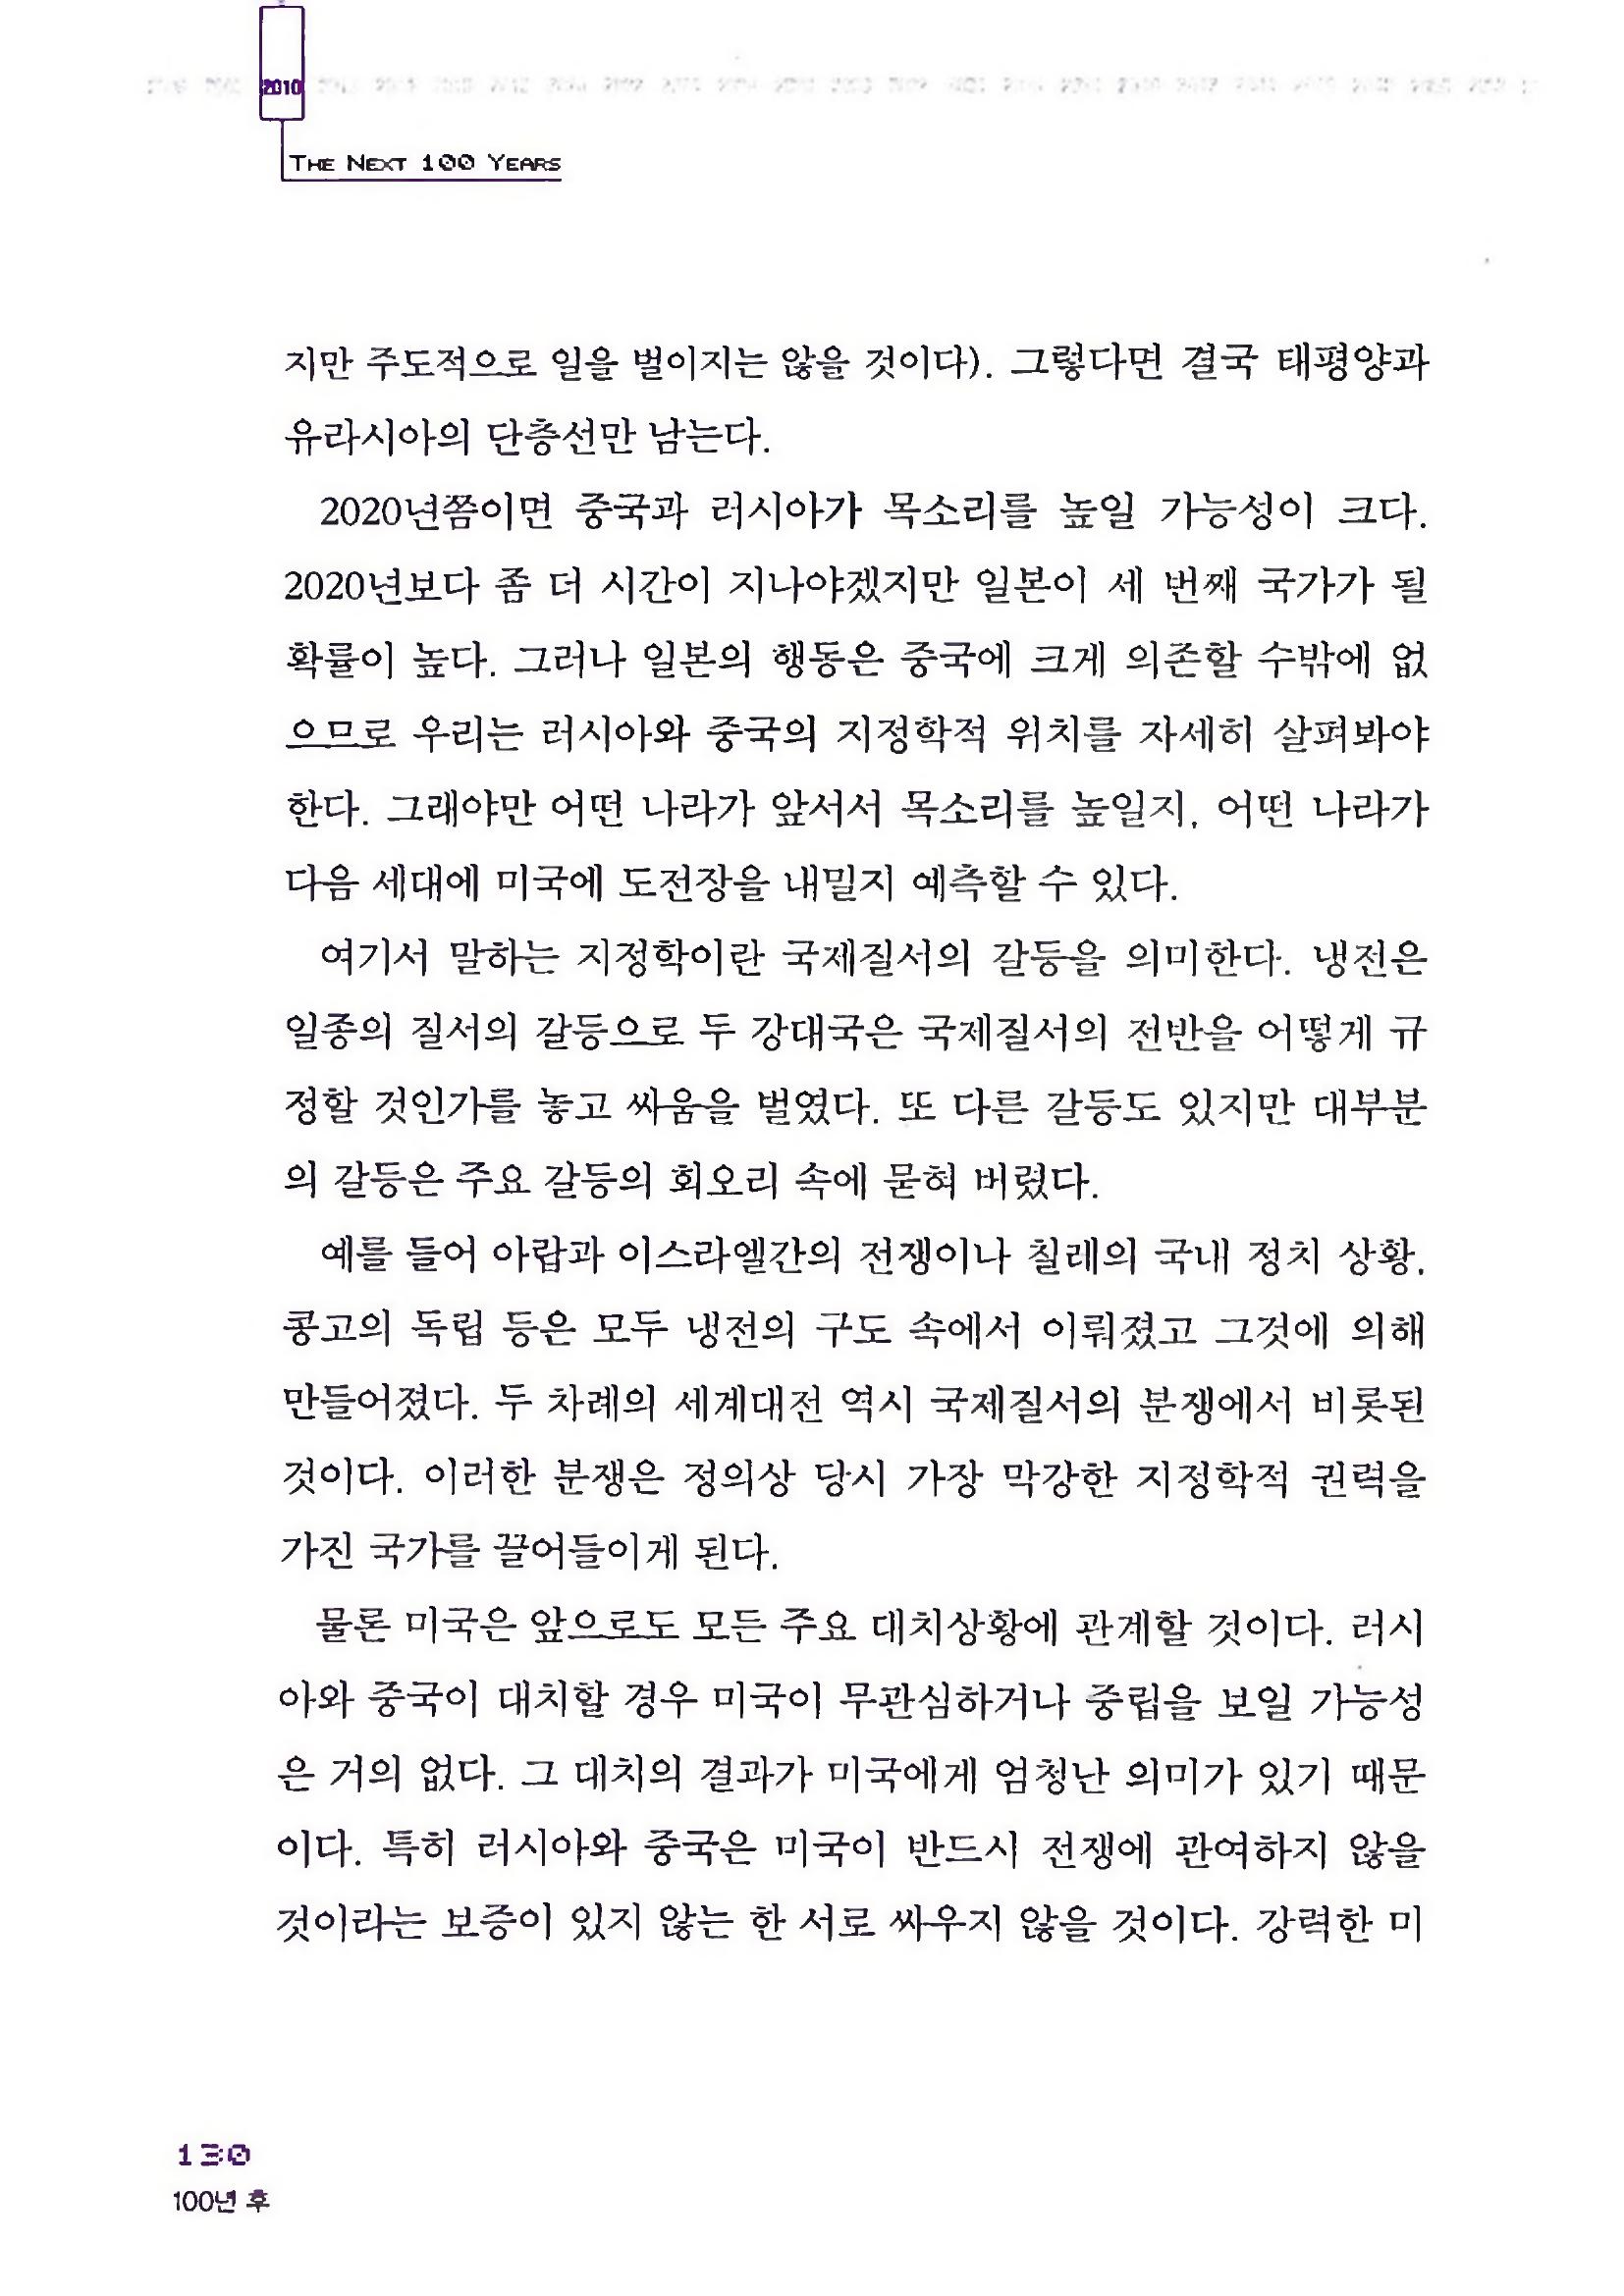 2010
THE NEXT 100 YEARS
지만 주도적으로 일을 벌이지는 않을 것이다). 그렇다면 결국 태평양과
유라시아의 단층선만 남는다.
2020년쯤이면 중국과 러시아가 목소리를 높일 가능성이 크다.
2020년보다 좀 더 시간이 지나야겠지만 일본이 세 번째 국가가 될
확률이 높다. 그러나 일본의 행동은 중국에 크게 의존할 수밖에 없
으므로 우리는 러시아와 중국의 지정학적 위치를 자세히 살펴봐야
한다. 그래야만 어떤 나라가 앞서서 목소리를 높일지, 어떤 나라가
다음 세대에 미국에 도전장을 내밀지 예측할 수 있다.
여기서 말하는 지정학이란 국제질서의 갈등을 의미한다. 냉전은
일종의 질서의 갈등으로 두 강대국은 국제질서의 전반을 어떻게 규
정할 것인가를 놓고 싸움을 벌였다. 또 다른 갈등도 있지만 대부분
의 갈등은 주요 갈등의 회오리 속에 묻혀 버렸다.
예를 들어 아랍과 이스라엘간의 전쟁이나 칠레의 국내 정치 상황,
콩고의 독립 등은 모두 냉전의 구도 속에서 이뤄졌고 그것에 의해
만들어졌다. 두 차례의 세계대전 역시 국제질서의 분쟁에서 비롯된
것이다. 이러한 분쟁은 정의상 당시 가장 막강한 지정학적 권력을
가진 국가를 끌어들이게 된다.
물론 미국은 앞으로도 모든 주요 대치상황에 관계할 것이다. 러시
아와 중국이 대치할 경우 미국이 무관심하거나 중립을 보일 가능성
은 거의 없다. 그 대치의 결과가 미국에게 엄청난 의미가 있기 때문
이다. 특히 러시아와 중국은 미국이 반드시 전쟁에 관여하지 않을
것이라는 보증이 있지 않는 한 서로 싸우지 않을 것이다. 강력한 미
130
100년 후